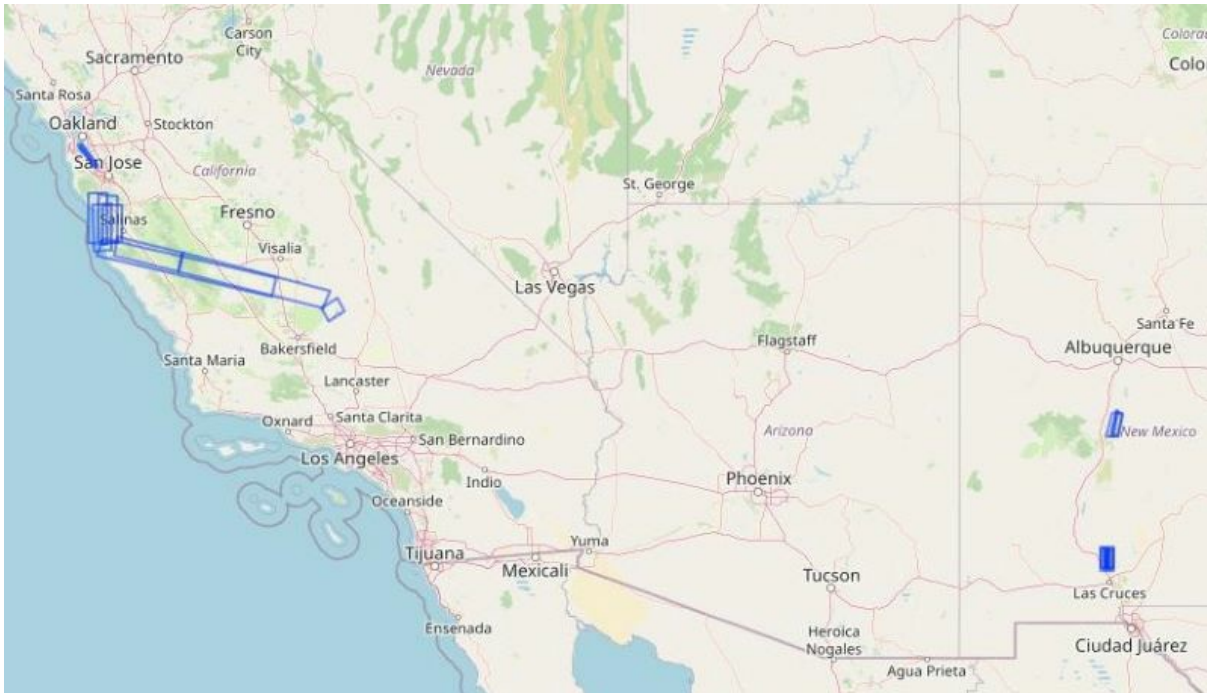 Carson
City
Colorad
Sacramento
Colo
Nevada
Santa Rosa
Oakland
Stockton
San Jose
California
St. George
Salinas
Fresno
Visalia
Las Vegas
Santa Fe
Bakersfield
Flagstaff
Albuquerque
Santa Maria
Lancaster
Oxnard
Santa Clarita
San Bernardino
Arizona
New Mexico
Los Angeles
Indio
Phoenix
Oceanside
Yuma
Tijuana
Mexicali
Tucson
Las Cruces
Ensenada
Heroica
Nogales
Ciudad Juárez
Agua Prieta